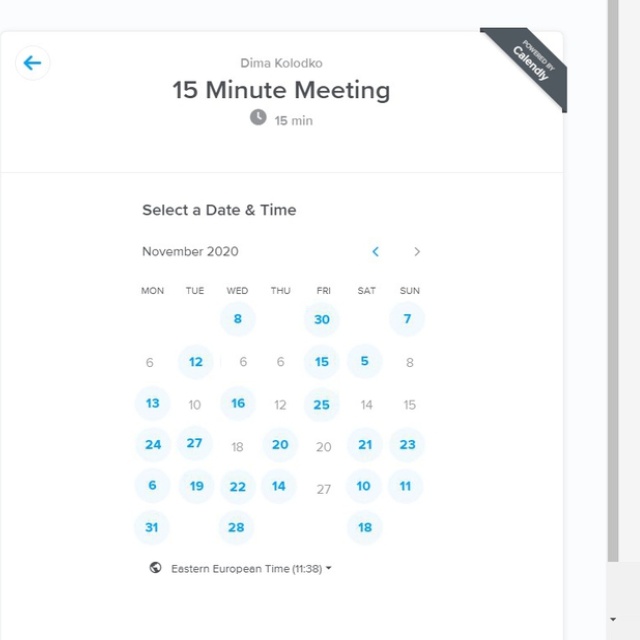 Dima Kolodko
POWERED BY
Calendly
15 Minute Meeting
15 min
Select a Date & Time
November 2020
MON TUE WED THU FRI SAT SUN
8 30 7
6 12 6 6 15 5 8
13 10 16 12 25 14 15
24 27 18 20 20 21 23
6 19 22 14 27 10 11
31 28 18
Eastern European Time (11:38)